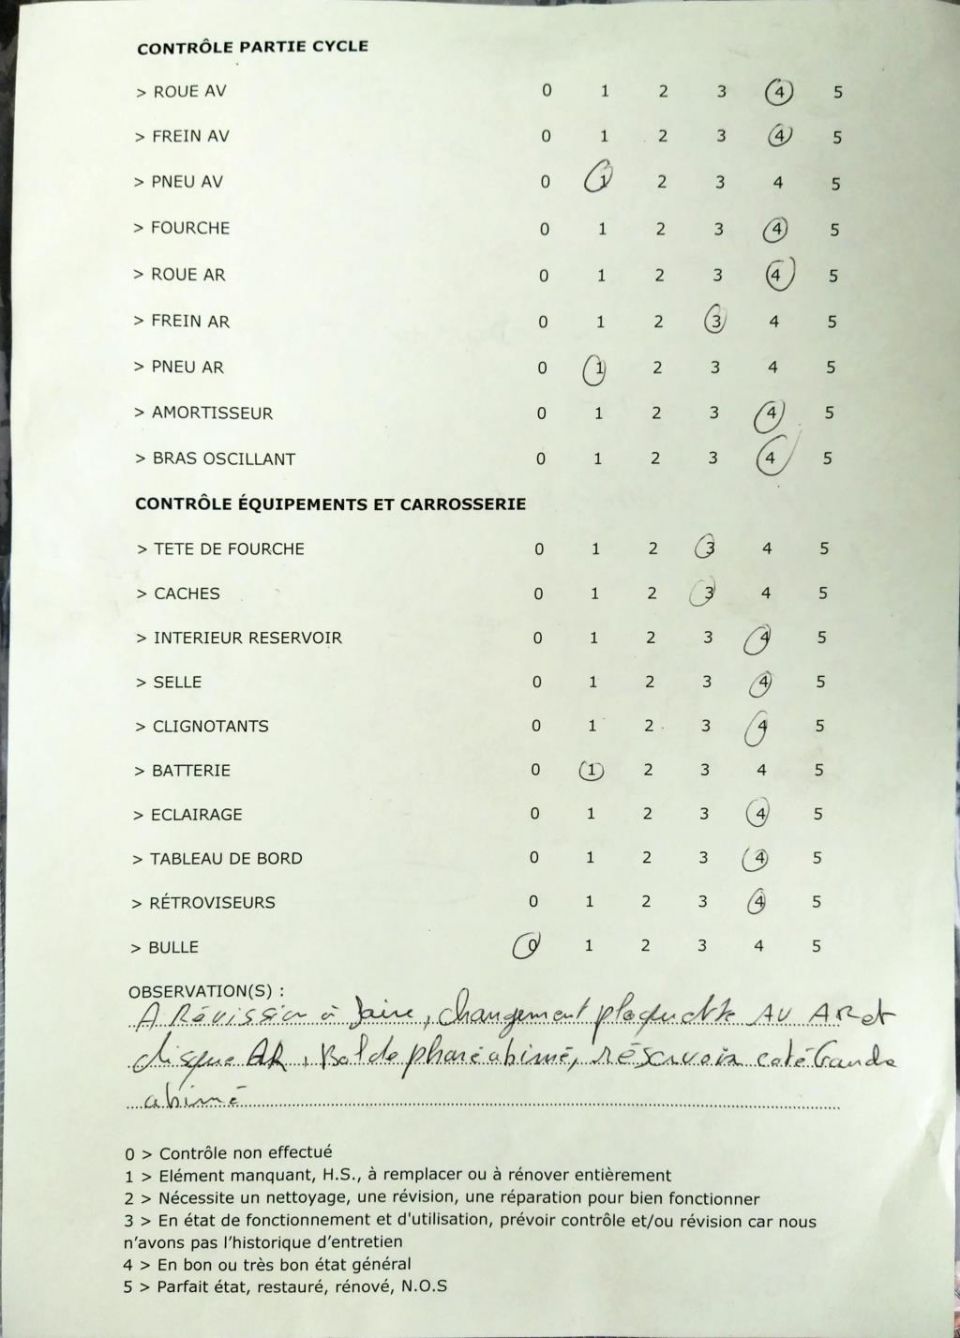 CONTRÔLE PARTIE CYCLE
> ROUE AV 0 1 2 3 4 5
> FREIN AV 0 1 2 3 4 5
> PNEU AV 0 1 2 3 4 5
> FOURCHE 0 1 2 3 4 5
> ROUE AR 0 1 2 3 4 5
> FREIN AR 0 1 2 3 4 5
> PNEU AR 0 1 2 3 4 5
> AMORTISSEUR 0 1 2 3 4 5
> BRAS OSCILLANT 0 1 2 3 4 5
CONTRÔLE ÉQUIPEMENTS ET CARROSSERIE
> TETE DE FOURCHE 0 1 2 3 4 5
> CACHES 0 1 2 3 4 5
> INTERIEUR RESERVOIR 0 1 2 3 4 5
> SELLE 0 1 2 3 4 5
> CLIGNOTANTS 0 1 2 3 4 5
> BATTERIE 0 1 2 3 4 5
> ECLAIRAGE 0 1 2 3 4 5
> TABLEAU DE BORD 0 1 2 3 4 5
> RÉTROVISEURS 0 1 2 3 4 5
> BULLE 0 1 2 3 4 5
OBSERVATION(S) :
A Révission à faire, changement plaquette AV AR et
disque AR, Bol de phare abimé, réservoir coté Gauche
abimé
0 > Contrôle non effectué
1 > Elément manquant, H.S., à remplacer ou à rénover entièrement
2 > Nécessite un nettoyage, une révision, une réparation pour bien fonctionner
3 > En état de fonctionnement et d'utilisation, prévoir contrôle et/ou révision car nous
n'avons pas l'historique d'entretien
4 > En bon ou très bon état général
5 > Parfait état, restauré, rénové, N.O.S